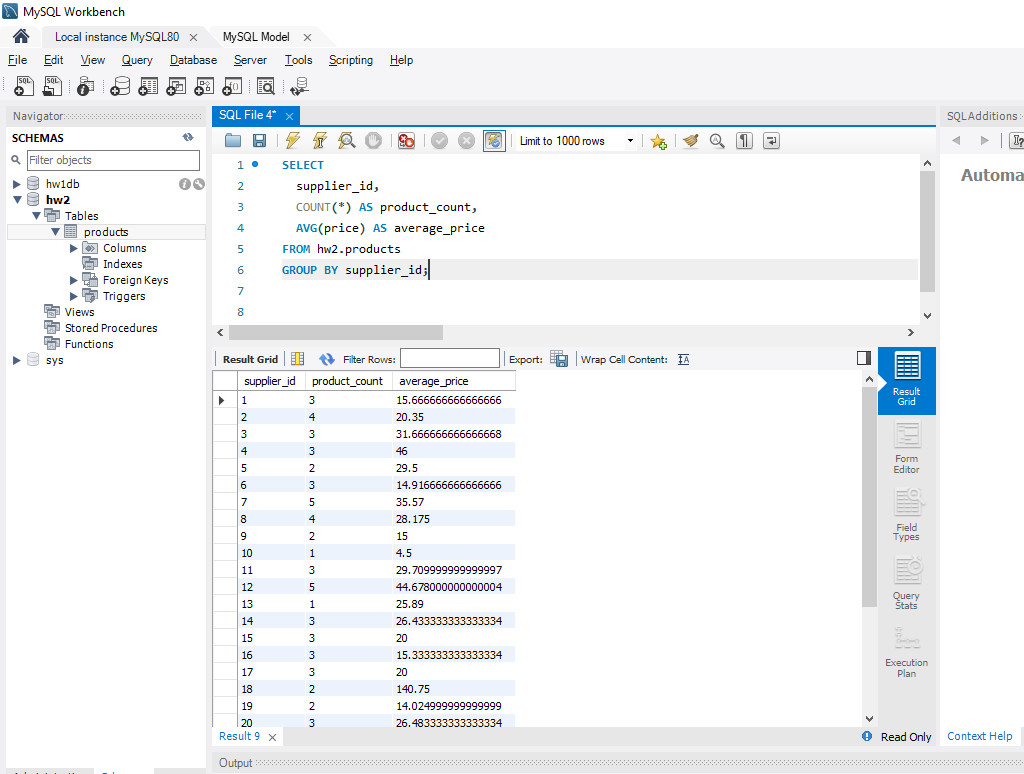 MySQL Workbench
Local instance MySQL80
MySQL Model
File Edit View Query Database Server Tools Scripting Help
Navigator
SCHEMAS
Filter objects
hw1db
hw2
Tables
products
Columns
Indexes
Foreign Keys
Triggers
Views
Stored Procedures
Functions
sys
SQL File 4*
Limit to 1000 rows
1 SELECT
2 supplier_id,
3 COUNT(*) AS product_count,
4 AVG(price) AS average_price
5 FROM hw2.products
6 GROUP BY supplier_id;
7
8
Result Grid Filter Rows: Export: Wrap Cell Content:
supplier_id product_count average_price
1 3 15.666666666666666
2 4 20.35
3 3 31.666666666666668
4 3 46
5 2 29.5
6 3 14.916666666666666
7 5 35.57
8 4 28.175
9 2 15
10 1 4.5
11 3 29.709999999999997
12 5 44.678000000000004
13 1 25.89
14 3 26.433333333333334
15 3 20
16 3 15.333333333333334
17 3 20
18 2 140.75
19 2 14.024999999999999
20 3 26.483333333333334
Result
Grid
Form
Editor
Field
Types
Query
Stats
Execution
Plan
Result 9
Read Only
Output
SQLAdditions
Automa
Context Help